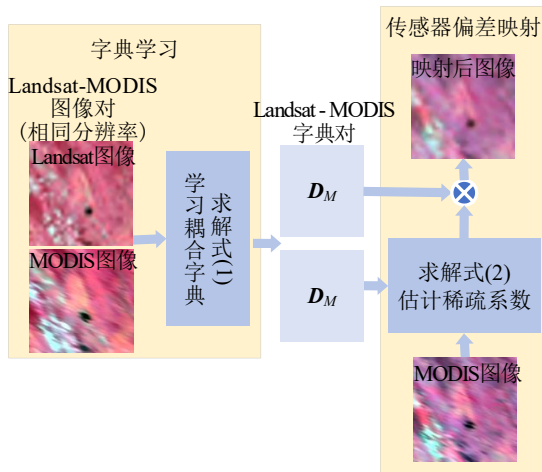 字典学习
Landsat-MODIS
图像对
（相同分辨率）
Landsat图像
MODIS图像
学习耦合字典
求解式(1)
Landsat - MODIS
字典对
D_M
D_M
传感器偏差映射
映射后图像
求解式(2)
估计稀疏系数
MODIS图像